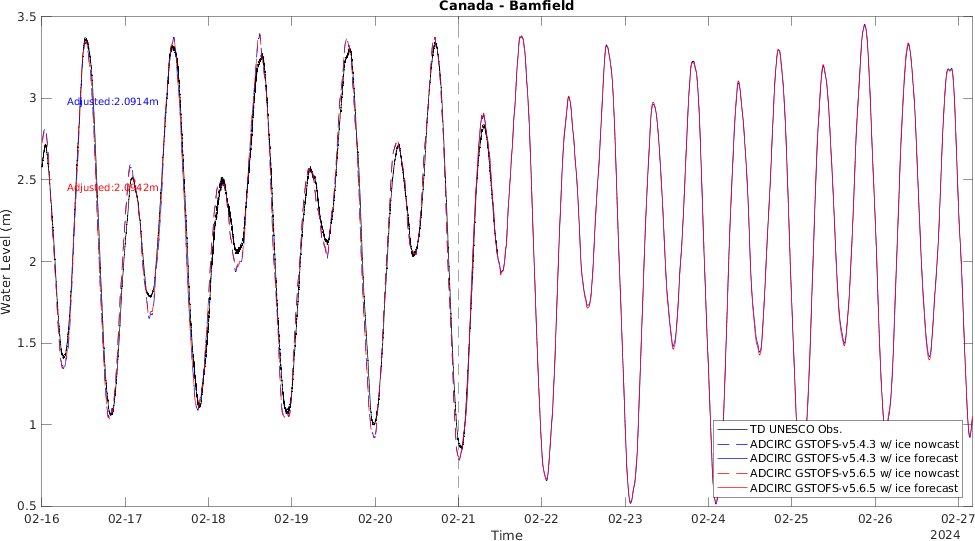 Canada - Bamfield
3.5
3
2.5
2
1.5
1
0.5
Water Level (m)
Adjusted:2.0914m
Adjusted:2.0942m
TD UNESCO Obs.
ADCIRC GSTOFS-v5.4.3 w/ ice nowcast
ADCIRC GSTOFS-v5.4.3 w/ ice forecast
ADCIRC GSTOFS-v5.6.5 w/ ice nowcast
ADCIRC GSTOFS-v5.6.5 w/ ice forecast
02-16 02-17 02-18 02-19 02-20 02-21 02-22 02-23 02-24 02-25 02-26 02-27
Time
2024